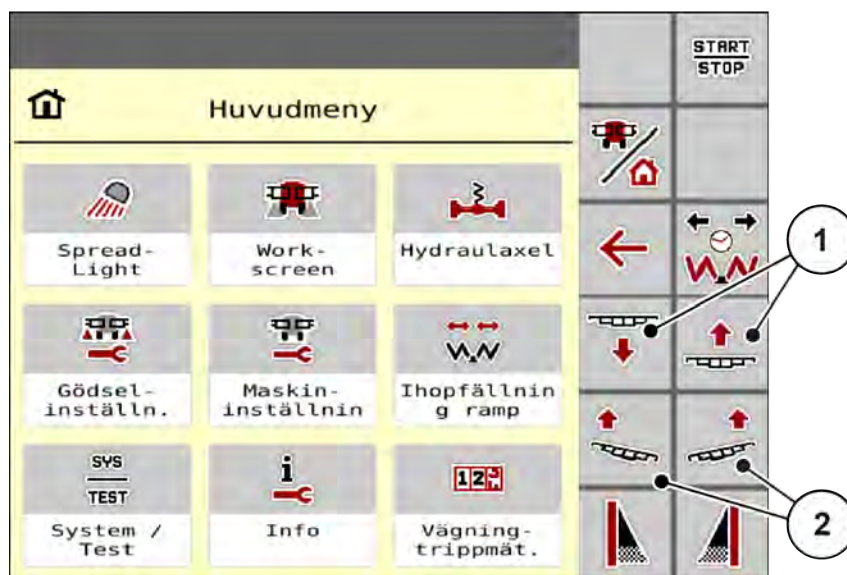 START
STOP
Huvudmeny
Spread-
Light
Work-
screen
Hydraulaxel
1
Gödsel-
inställn.
Maskin-
inställnin
Ihopfällnin
g ramp
SYS
TEST
System /
Test
i
Info
123
Vägning-
trippmät.
2